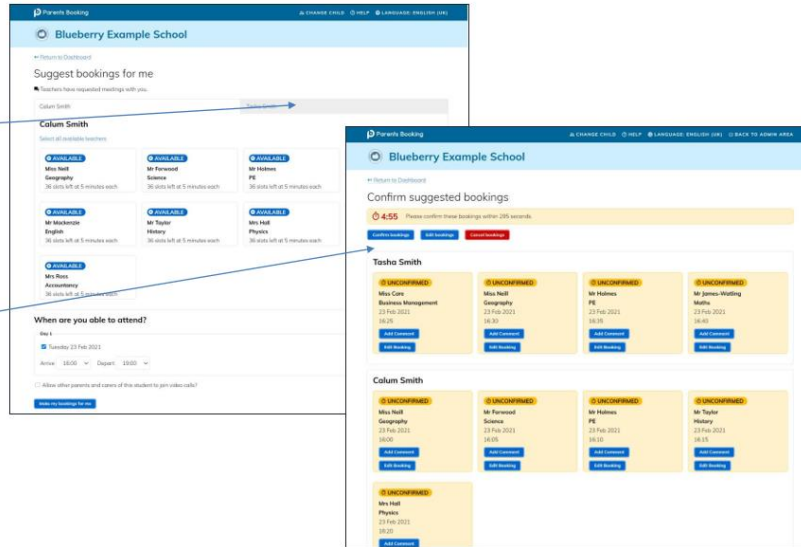 Parents Booking
CHANGE CHILD HELP LANGUAGE: ENGLISH (UK)
Blueberry Example School
Return to Dashboard
Suggest bookings for me
Teachers have requested meetings with you.
Calum Smith Tasha Smith
Calum Smith
Select all available teachers
AVAILABLE AVAILABLE AVAILABLE
Miss Neill Mr Forwood Mr Holmes
Geography Science PE
36 slots left at 5 minutes each 36 slots left at 5 minutes each 36 slots left at 5 minutes each
AVAILABLE AVAILABLE AVAILABLE
Mr Mackenzie Mr Taylor Mrs Hall
English History Physics
36 slots left at 5 minutes each 36 slots left at 5 minutes each 36 slots left at 5 minutes each
AVAILABLE
Mrs Ross
Accountancy
36 slots left at 5 minutes each
When are you able to attend?
Day 1
Tuesday 23 Feb 2021
Arrive 16:00 Depart 19:00
Allow other parents and carers of this student to join video calls?
Make my bookings for me
Parents Booking
CHANGE CHILD HELP LANGUAGE: ENGLISH (UK) BACK TO ADMIN AREA
Blueberry Example School
Return to Dashboard
Confirm suggested bookings
4:55 Please confirm these bookings within 295 seconds.
Confirm bookings Edit bookings Cancel bookings
Tasha Smith
UNCONFIRMED UNCONFIRMED UNCONFIRMED UNCONFIRMED
Miss Care Miss Neill Mr Holmes Mr James-Watling
Business Management Geography PE Maths
23 Feb 2021 23 Feb 2021 23 Feb 2021 23 Feb 2021
16:25 16:30 16:35 16:40
Add Comment Add Comment Add Comment Add Comment
Edit Booking Edit Booking Edit Booking Edit Booking
Calum Smith
UNCONFIRMED UNCONFIRMED UNCONFIRMED UNCONFIRMED
Miss Neill Mr Forwood Mr Holmes Mr Taylor
Geography Science PE History
23 Feb 2021 23 Feb 2021 23 Feb 2021 23 Feb 2021
16:00 16:05 16:10 16:15
Add Comment Add Comment Add Comment Add Comment
Edit Booking Edit Booking Edit Booking Edit Booking
UNCONFIRMED
Mrs Hall
Physics
23 Feb 2021
16:20
Add Comment